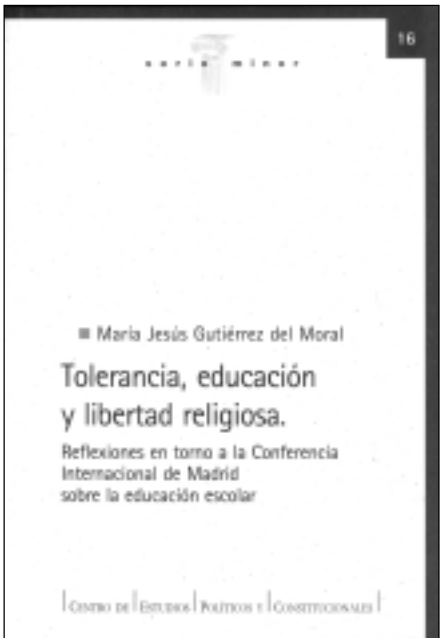 16
serie minor
■ María Jesús Gutiérrez del Moral
Tolerancia, educación
y libertad religiosa.
Reflexiones en torno a la Conferencia
Internacional de Madrid
sobre la educación escolar
| CENTRO DE | ESTUDIOS | POLÍTICOS Y | CONSTITUCIONALES |